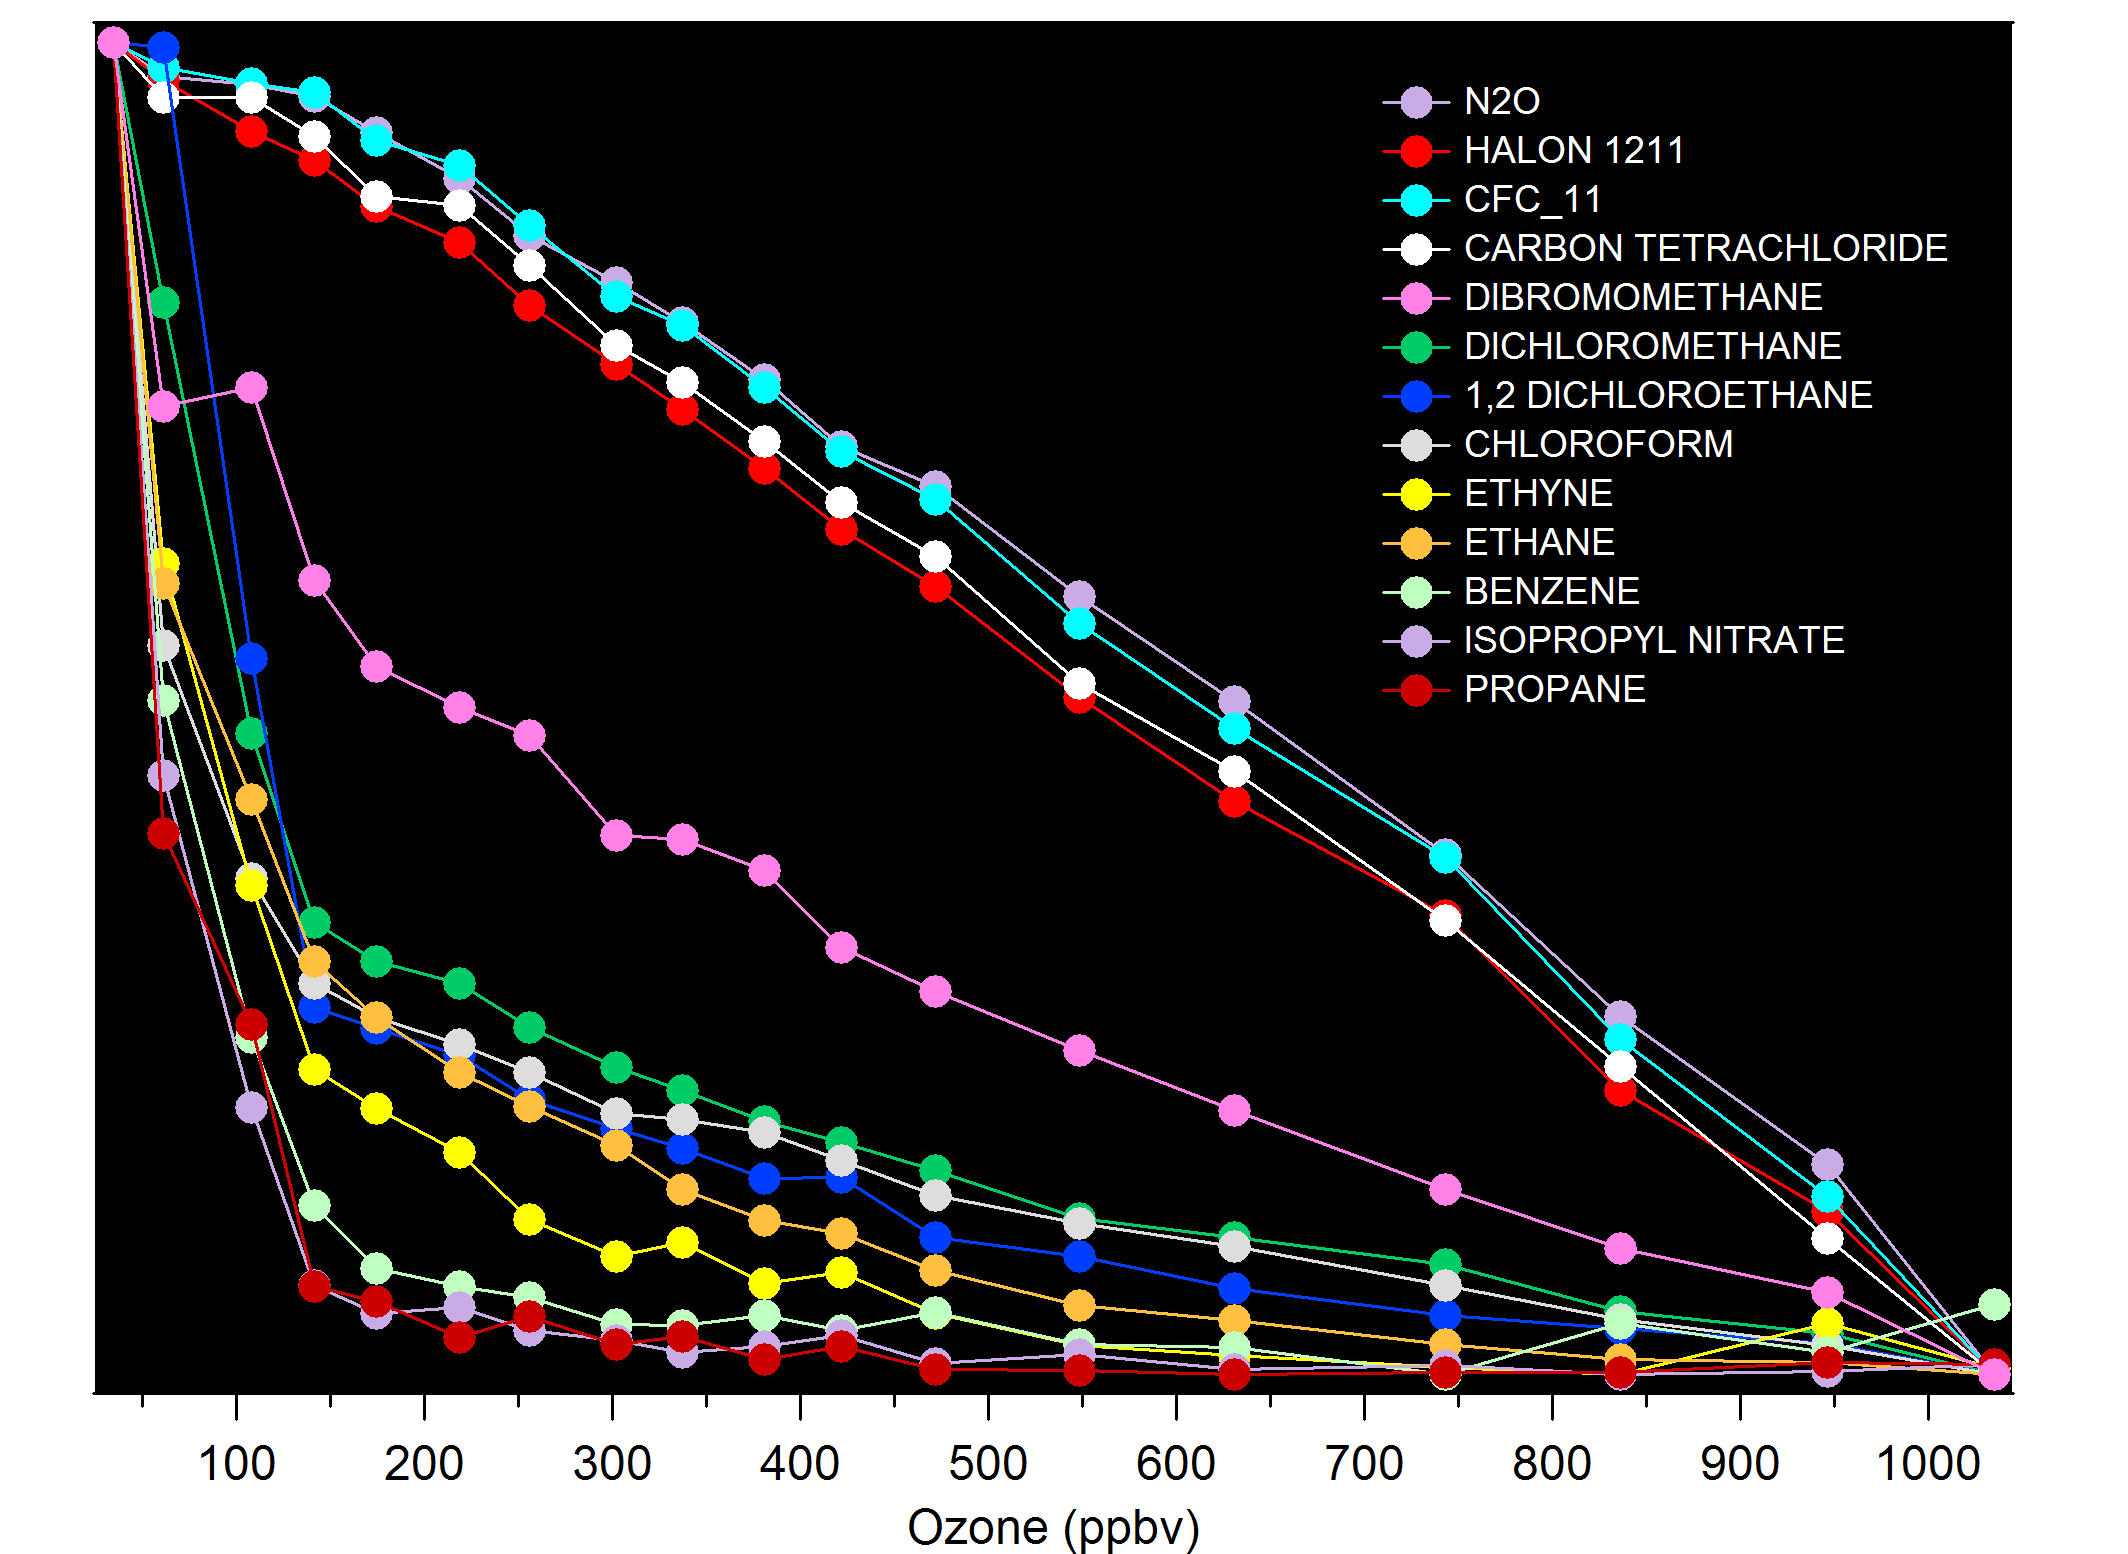 N2O
HALON 1211
CFC_11
CARBON TETRACHLORIDE
DIBROMOMETHANE
DICHLOROMETHANE
1,2 DICHLOROETHANE
CHLOROFORM
ETHYNE
ETHANE
BENZENE
ISOPROPYL NITRATE
PROPANE
100 200 300 400 500 600 700 800 900 1000
Ozone (ppbv)